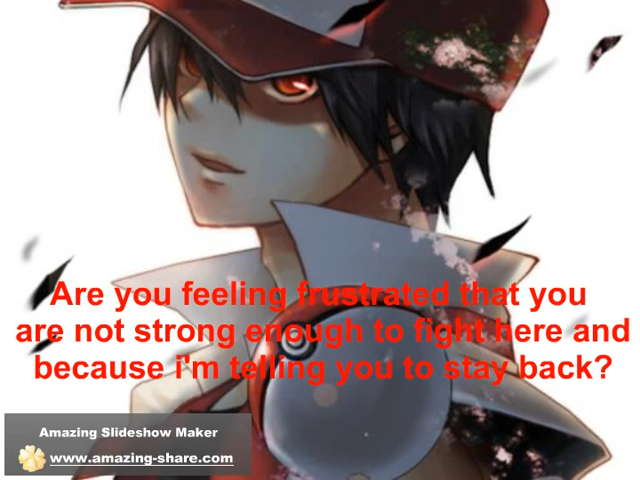 Are you feeling frustrated that you
are not strong enough to fight here and
because i'm telling you to stay back?
Amazing Slideshow Maker
www.amazing-share.com